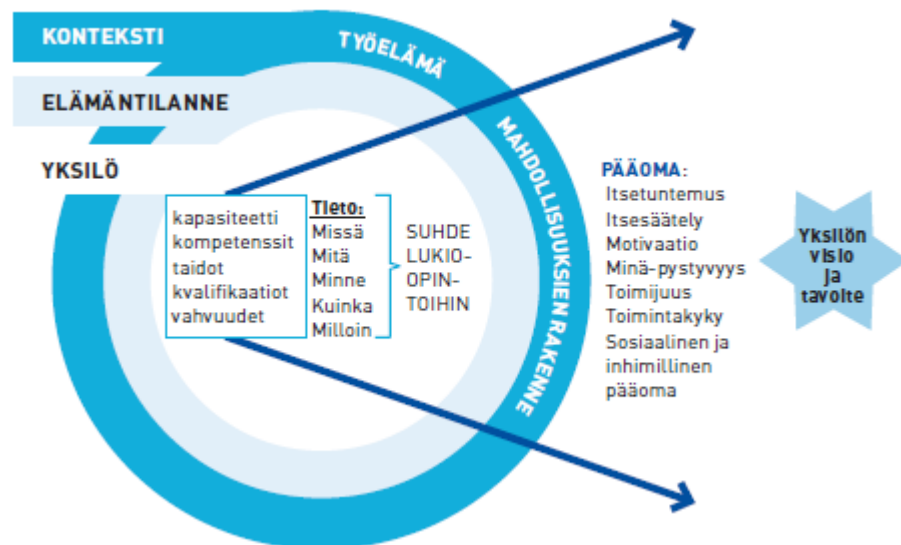 KONTEKSTI
TYÖELÄMÄ
MAHDOLLISUUKSIEN RAKENNE
ELÄMÄNTILANNE
YKSILÖ
kapasiteetti
kompetenssit
taidot
kvalifikaatiot
vahvuudet
Tieto:
Missä
Mitä
Minne
Kuinka
Milloin
SUHDE
LUKIO-
OPIN-
TOIHIN
PÄÄOMA:
Itsetuntemus
Itsesäätely
Motivaatio
Minä-pystyvyys
Toimijuus
Toimintakyky
Sosiaalinen ja
inhimillinen
pääoma
Yksilön
visio
ja
tavoite